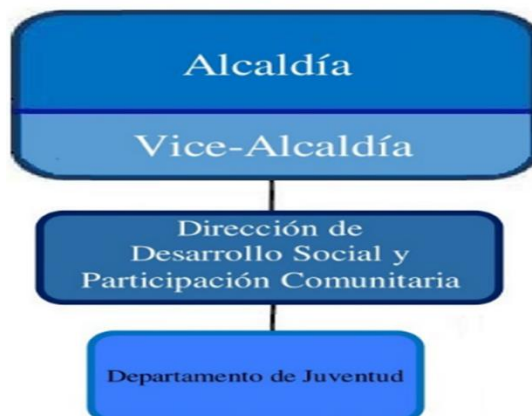 Alcaldía
Vice-Alcaldía
Dirección de
Desarrollo Social y
Participación Comunitaria
Departamento de Juventud